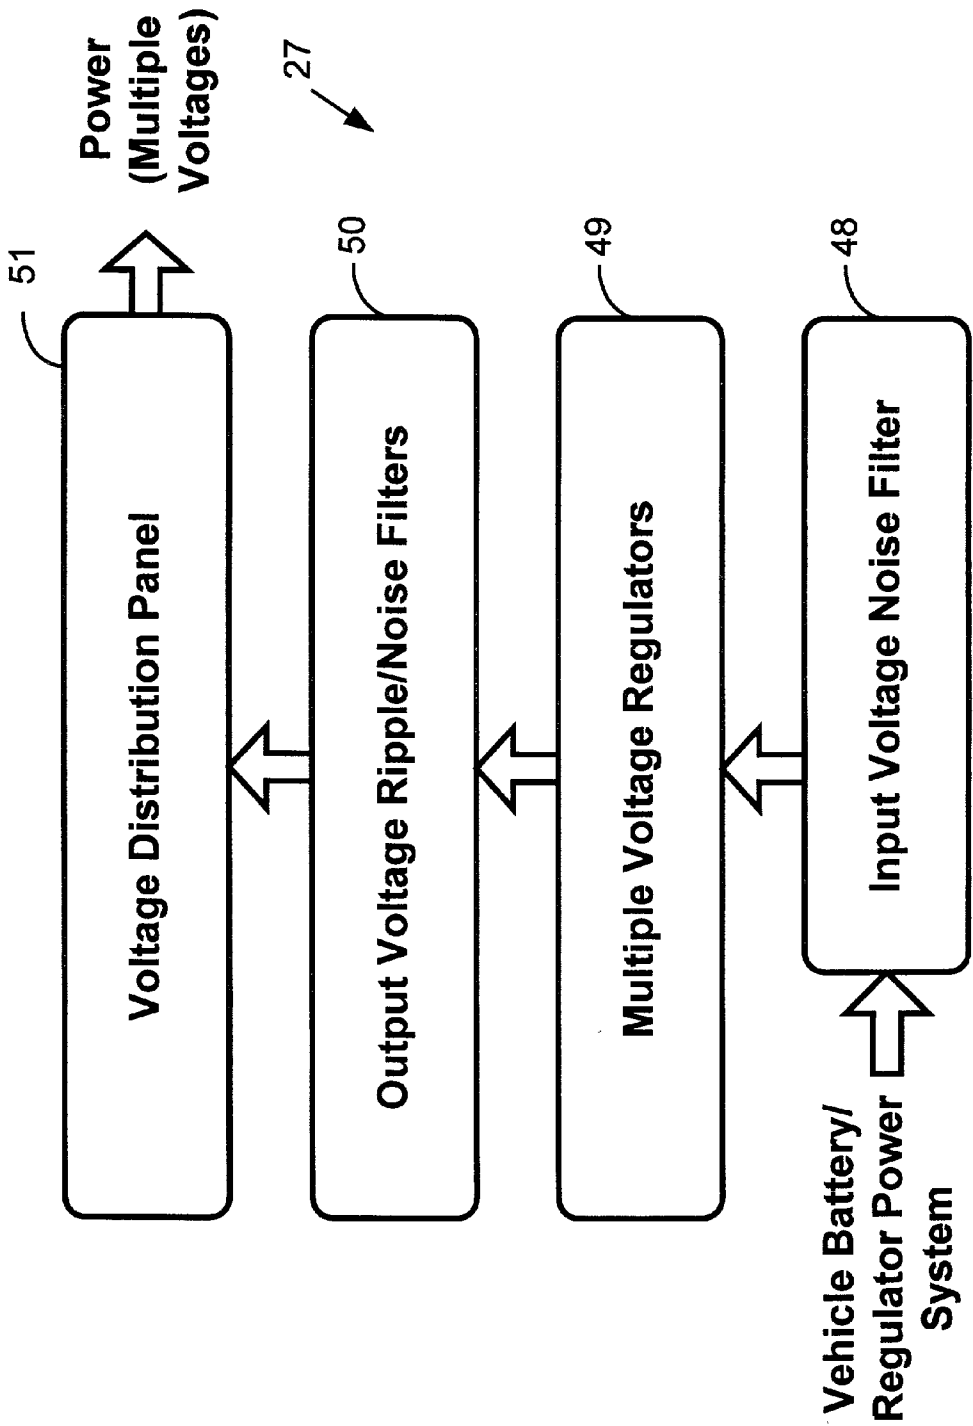 51
Voltage Distribution Panel
Power
(Multiple
Voltages)
27
50
Output Voltage Ripple/Noise Filters
49
Multiple Voltage Regulators
48
Input Voltage Noise Filter
Vehicle Battery/
Regulator Power
System